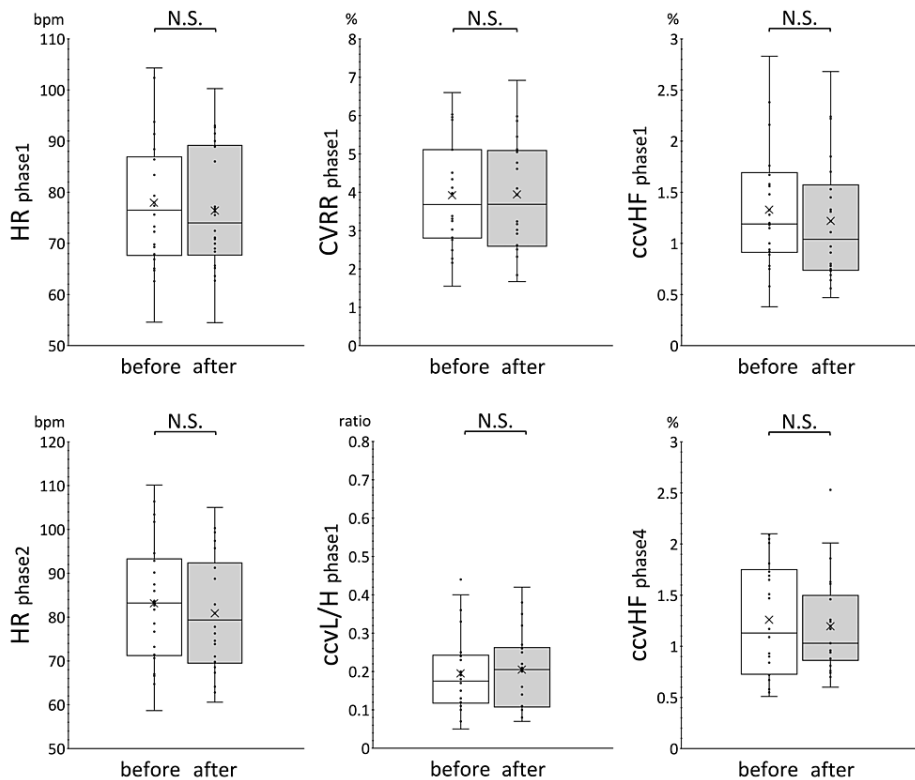 bpm
N.S.
110
100
90
80
70
60
50
HR phase1
before after
%
N.S.
8
7
6
5
4
3
2
1
0
CVRR phase1
before after
%
N.S.
3
2.5
2
1.5
1
0.5
0
ccvHF phase1
before after
bpm
N.S.
120
110
100
90
80
70
60
50
HR phase2
before after
ratio
N.S.
0.8
0.7
0.6
0.5
0.4
0.3
0.2
0.1
0
ccvL/H phase1
before after
%
N.S.
3
2.5
2
1.5
1
0.5
0
ccvHF phase4
before after